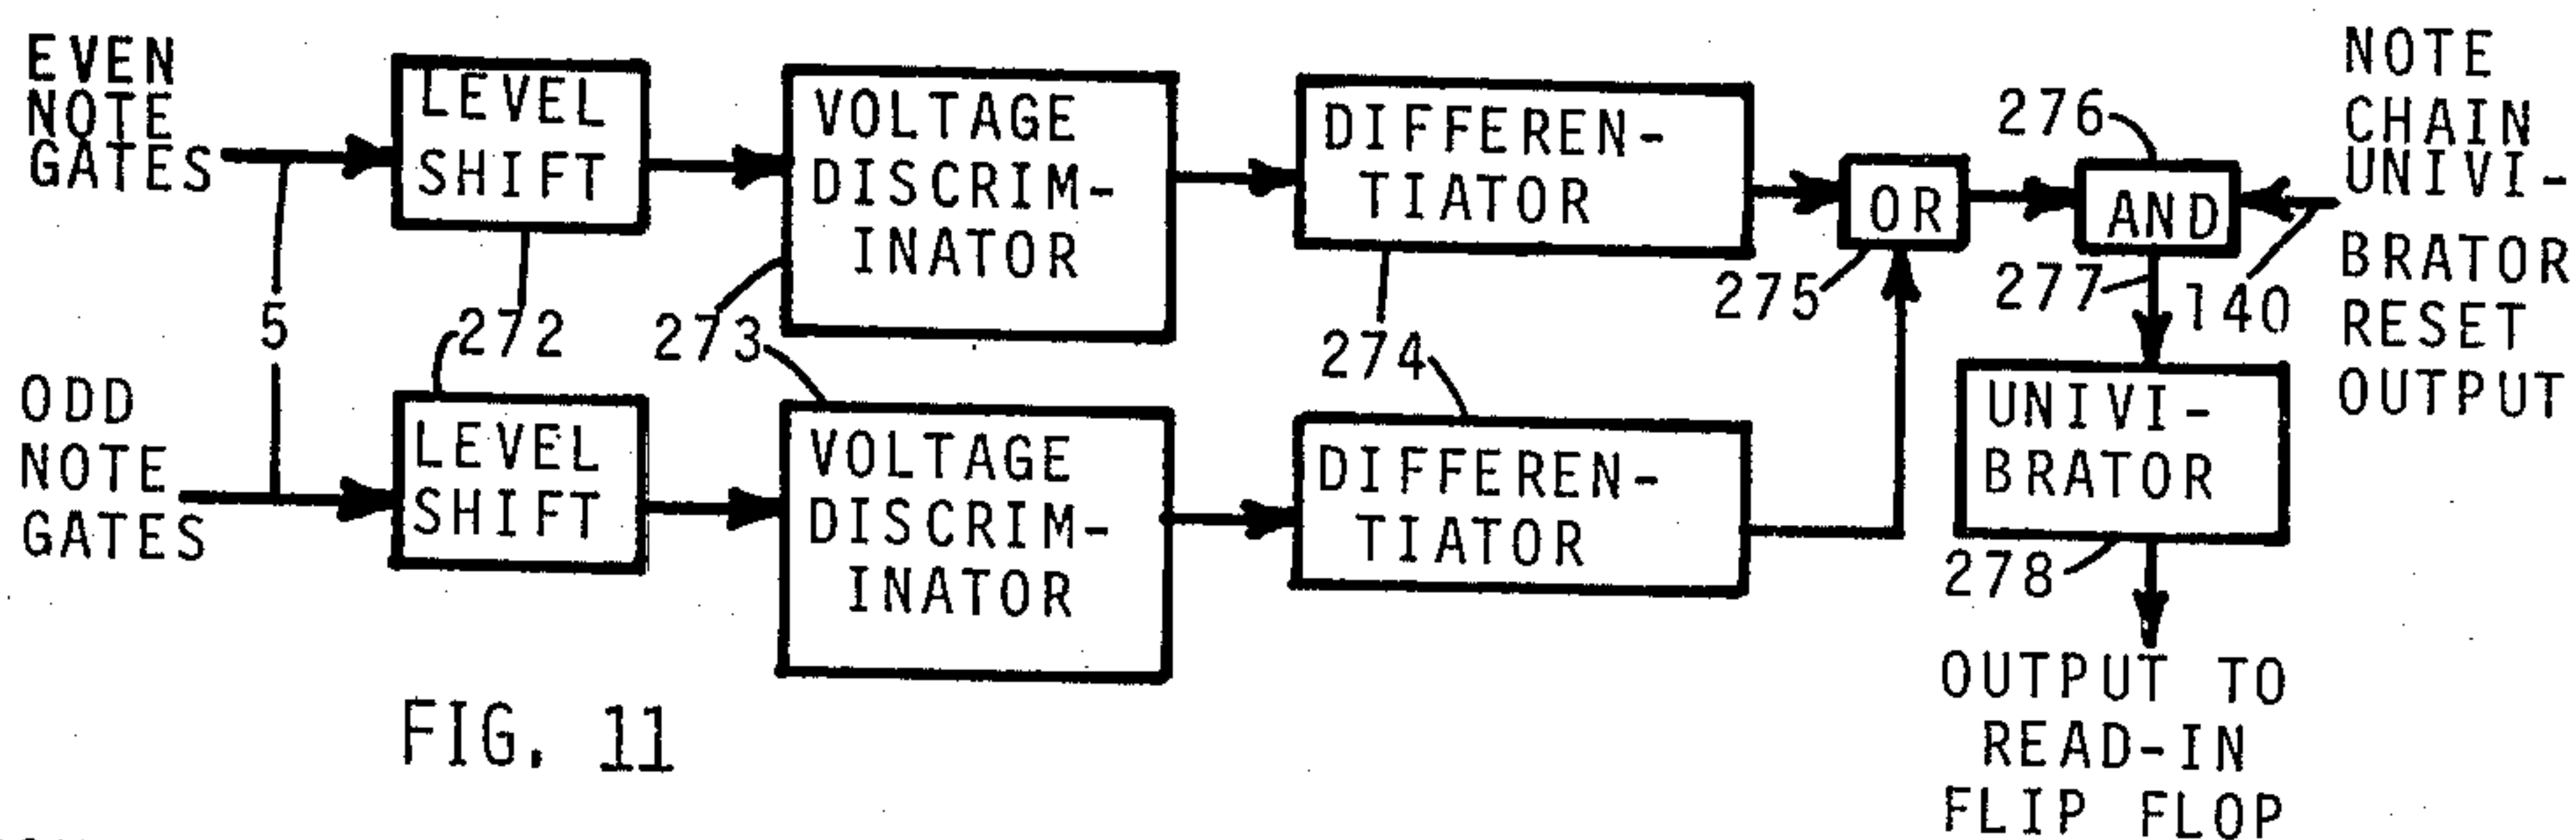 EVEN
NOTE
GATES
LEVEL
SHIFT
VOLTAGE
DISCRIM-
INATOR
DIFFEREN-
TIATOR
OR
276
AND
NOTE
CHAIN
UNIVI-
BRATOR
RESET
OUTPUT
5
272
273
274
275
277
140
ODD
NOTE
GATES
LEVEL
SHIFT
VOLTAGE
DISCRIM-
INATOR
DIFFEREN-
TIATOR
UNIVI-
BRATOR
278
OUTPUT TO
READ-IN
FLIP FLOP
FIG. 11